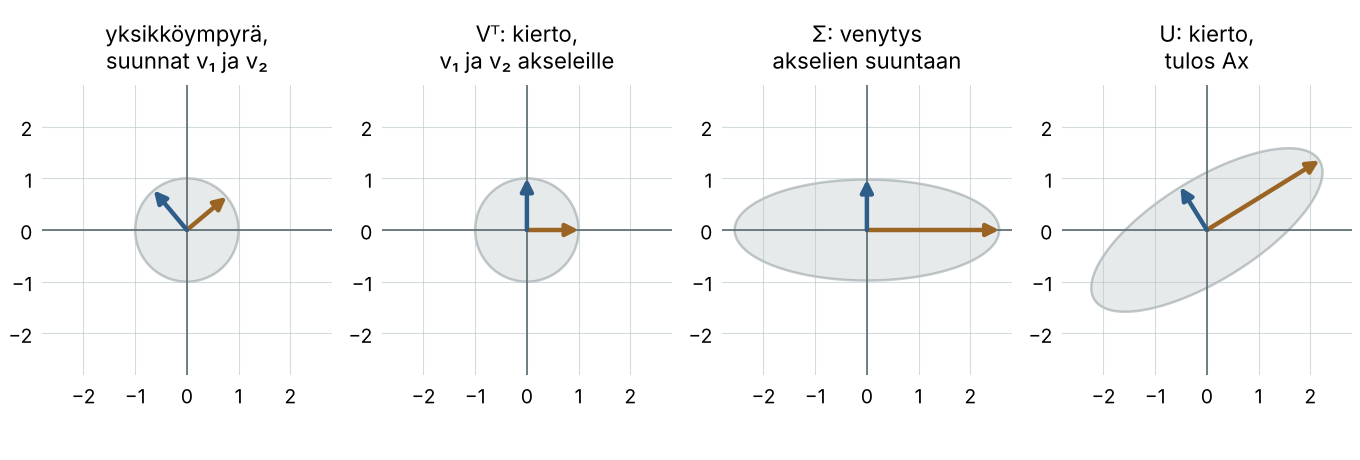 yksikköympyrä,
suunnat v₁ ja v₂
Vᵀ: kierto,
v₁ ja v₂ akseleille
Σ: venytys
akselien suuntaan
U: kierto,
tulos Ax
2
1
0
−1
−2
−2 −1 0 1 2
2
1
0
−1
−2
−2 −1 0 1 2
2
1
0
−1
−2
−2 −1 0 1 2
2
1
0
−1
−2
−2 −1 0 1 2